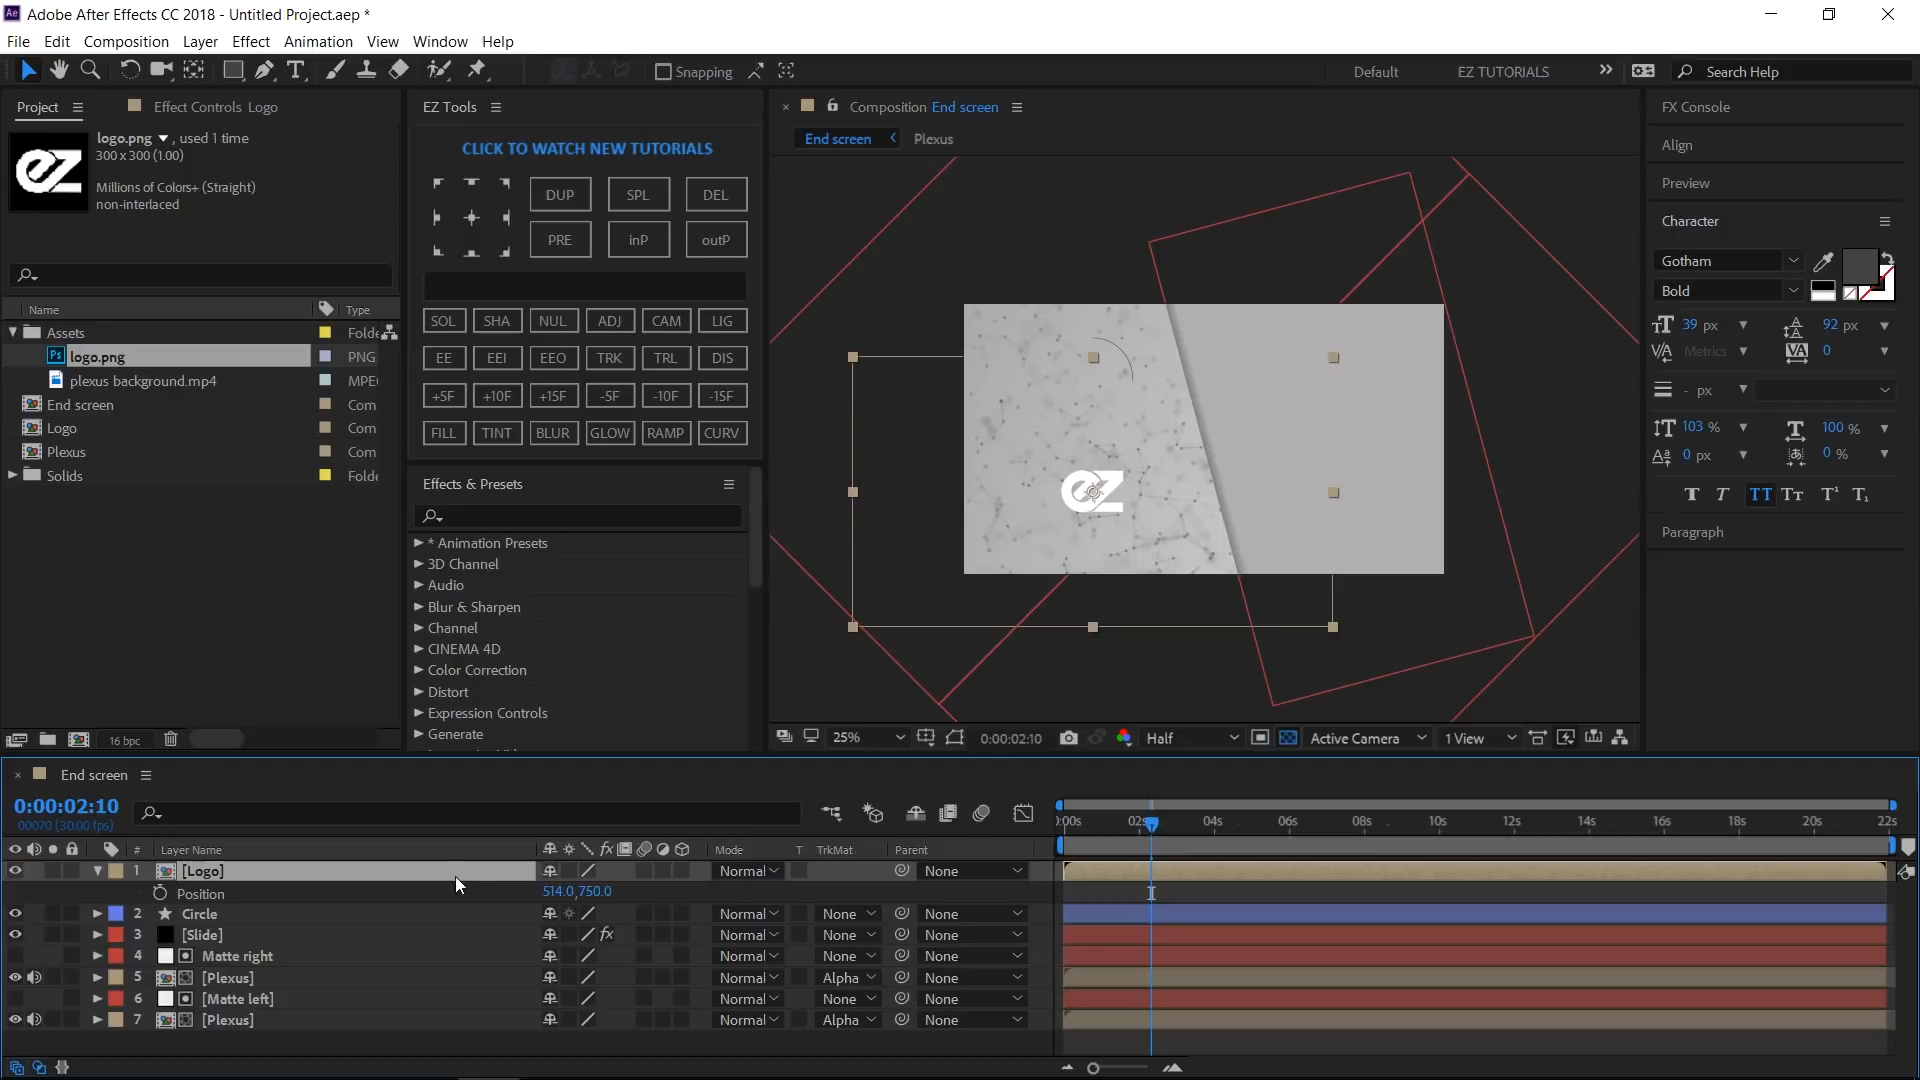 Ae Adobe After Effects CC 2018 - Untitled Project.aep *
File Edit Composition Layer Effect Animation View Window Help
Snapping Default EZ TUTORIALS Search Help
Project Effect Controls Logo
logo.png , used 1 time
300 x 300 (1.00)
Millions of Colors+ (Straight)
non-interlaced
ez
Name Type
Assets Folde
Ps logo.png PNG
plexus background.mp4 MPE
End screen Com
Logo Com
Plexus Com
Solids Folde
16 bpc
EZ Tools
CLICK TO WATCH NEW TUTORIALS
DUP SPL DEL
PRE inP outP
SOL SHA NUL ADJ CAM LIG
EE EEI EEO TRK TRL DIS
+5F +10F +15F -5F -10F -15F
FILL TINT BLUR GLOW RAMP CURV
Effects & Presets
* Animation Presets
3D Channel
Audio
Blur & Sharpen
Channel
CINEMA 4D
Color Correction
Distort
Expression Controls
Generate
Composition End screen
End screen Plexus
ez
25% 0:00:02:10 Half Active Camera 1 View
FX Console
Align
Preview
Character
Gotham
Bold
39 px 92 px
Metrics 0
- px
103 % 100 %
0 px 0 %
Paragraph
End screen
0:00:02:10
00070 (30.00 fps)
):00s 02s 04s 06s 08s 10s 12s 14s 16s 18s 20s 22s
# Layer Name Mode T TrkMat Parent
1 [Logo] Normal None
Position 514.0,750.0
2 Circle Normal None None
3 [Slide] fx Normal None None
4 Matte right Normal None None
5 [Plexus] Normal Alpha None
6 [Matte left] Normal None None
7 [Plexus] Normal Alpha None